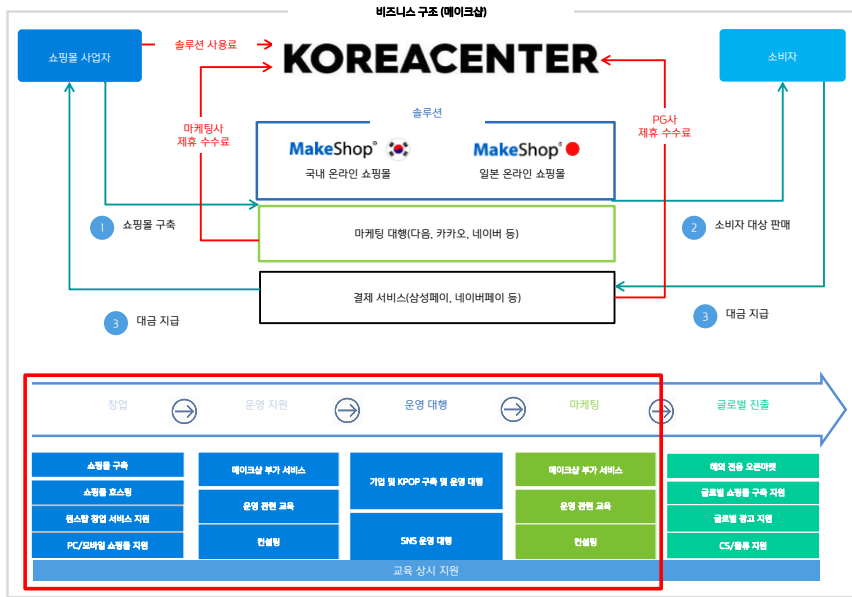 비즈니스 구조 (메이크샵)
쇼핑몰 사업자
솔루션 사용료
KOREACENTER
소비자
마케팅사
제휴 수수료
솔루션
PG사
제휴 수수료
MakeShop®
MakeShop®
국내 온라인 쇼핑몰
일본 온라인 쇼핑몰
1 쇼핑몰 구축
마케팅 대행(다음, 카카오, 네이버 등)
2 소비자 대상 판매
결제 서비스(삼성페이, 네이버페이 등)
3 대금 지급
3 대금 지급
창업
운영 지원
운영 대행
마케팅
글로벌 진출
쇼핑몰 구축
쇼핑몰 호스팅
원스탑 창업 서비스 지원
PC/모바일 쇼핑몰 지원
메이크샵 부가 서비스
운영 관련 교육
컨설팅
기업 및 KPOP 구축 및 운영 대행
SNS 운영 대행
메이크샵 부가 서비스
운영 관련 교육
컨설팅
해외 전용 오픈마켓
글로벌 쇼핑몰 구축 지원
글로벌 광고 지원
CS/물류 지원
교육 상시 지원